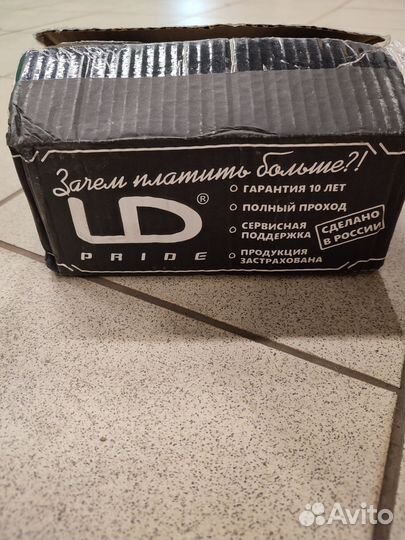 Зачем платить больше?!
LD®
PRIDE
ГАРАНТИЯ 10 ЛЕТ
ПОЛНЫЙ ПРОХОД
СЕРВИСНАЯ
ПОДДЕРЖКА
ПРОДУКЦИЯ
ЗАСТРАХОВАНА
СДЕЛАНО
В РОССИИ
Avito